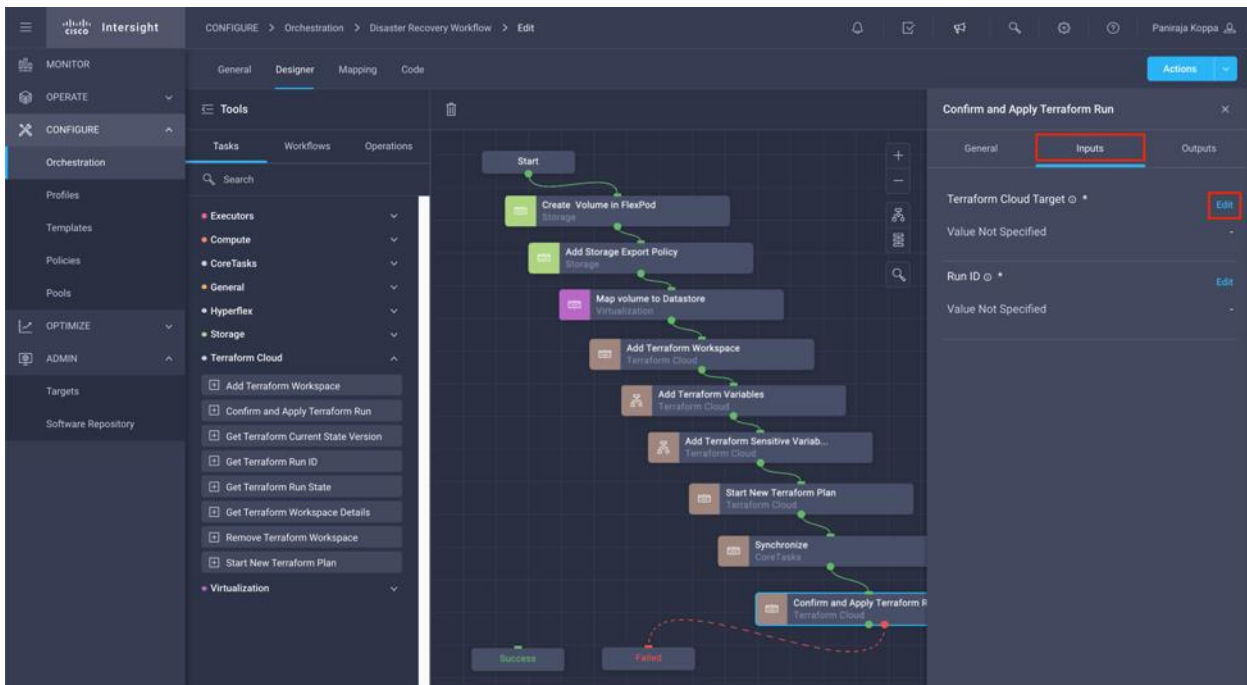 cisco Intersight
CONFIGURE > Orchestration > Disaster Recovery Workflow > Edit
Paniraja Koppa
MONITOR
OPERATE
CONFIGURE
Orchestration
Profiles
Templates
Policies
Pools
OPTIMIZE
ADMIN
Targets
Software Repository
General Designer Mapping Code
Actions
Tools
Tasks Workflows Operations
Search
Executors
Compute
CoreTasks
General
Hyperflex
Storage
Terraform Cloud
Add Terraform Workspace
Confirm and Apply Terraform Run
Get Terraform Current State Version
Get Terraform Run ID
Get Terraform Run State
Get Terraform Workspace Details
Remove Terraform Workspace
Start New Terraform Plan
Virtualization
Start
Create Volume in FlexPod
Storage
Add Storage Export Policy
Storage
Map volume to Datastore
Virtualization
Add Terraform Workspace
Terraform Cloud
Add Terraform Variables
Terraform Cloud
Add Terraform Sensitive Variab...
Terraform Cloud
Start New Terraform Plan
Terraform Cloud
Synchronize
CoreTasks
Confirm and Apply Terraform R
Terraform Cloud
Success
Failed
Confirm and Apply Terraform Run
General Inputs Outputs
Terraform Cloud Target *
Edit
Value Not Specified -
Run ID *
Edit
Value Not Specified -